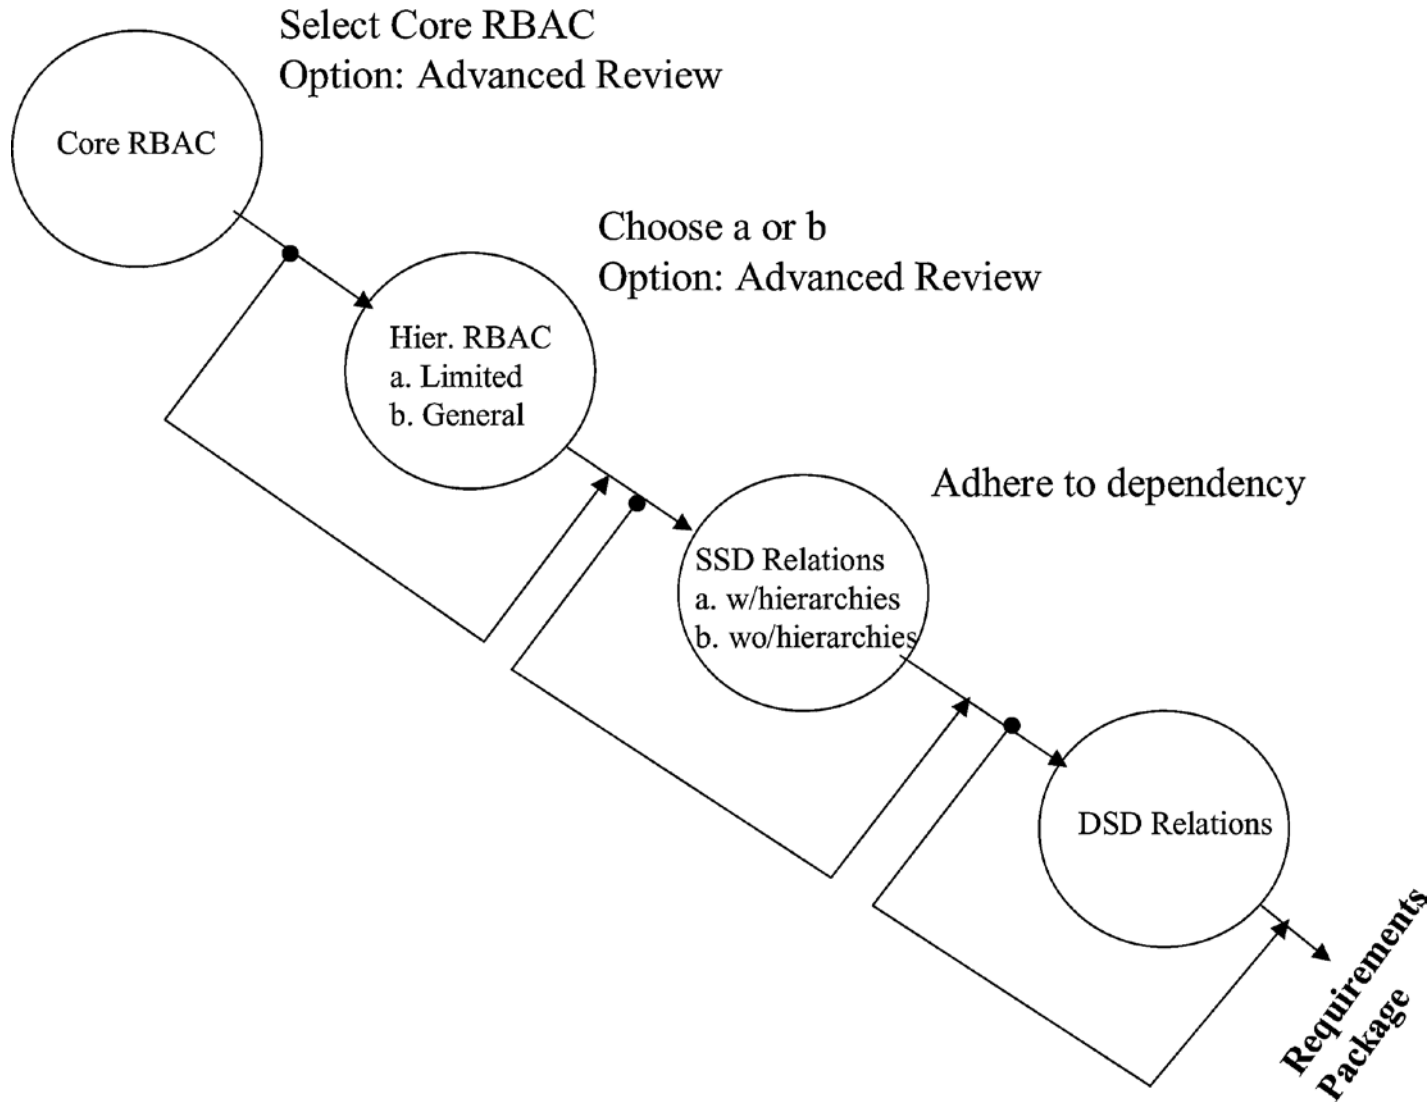 Select Core RBAC
Option: Advanced Review
Core RBAC
Choose a or b
Option: Advanced Review
Hier. RBAC
a. Limited
b. General
Adhere to dependency
SSD Relations
a. w/hierarchies
b. wo/hierarchies
DSD Relations
Requirements
Package